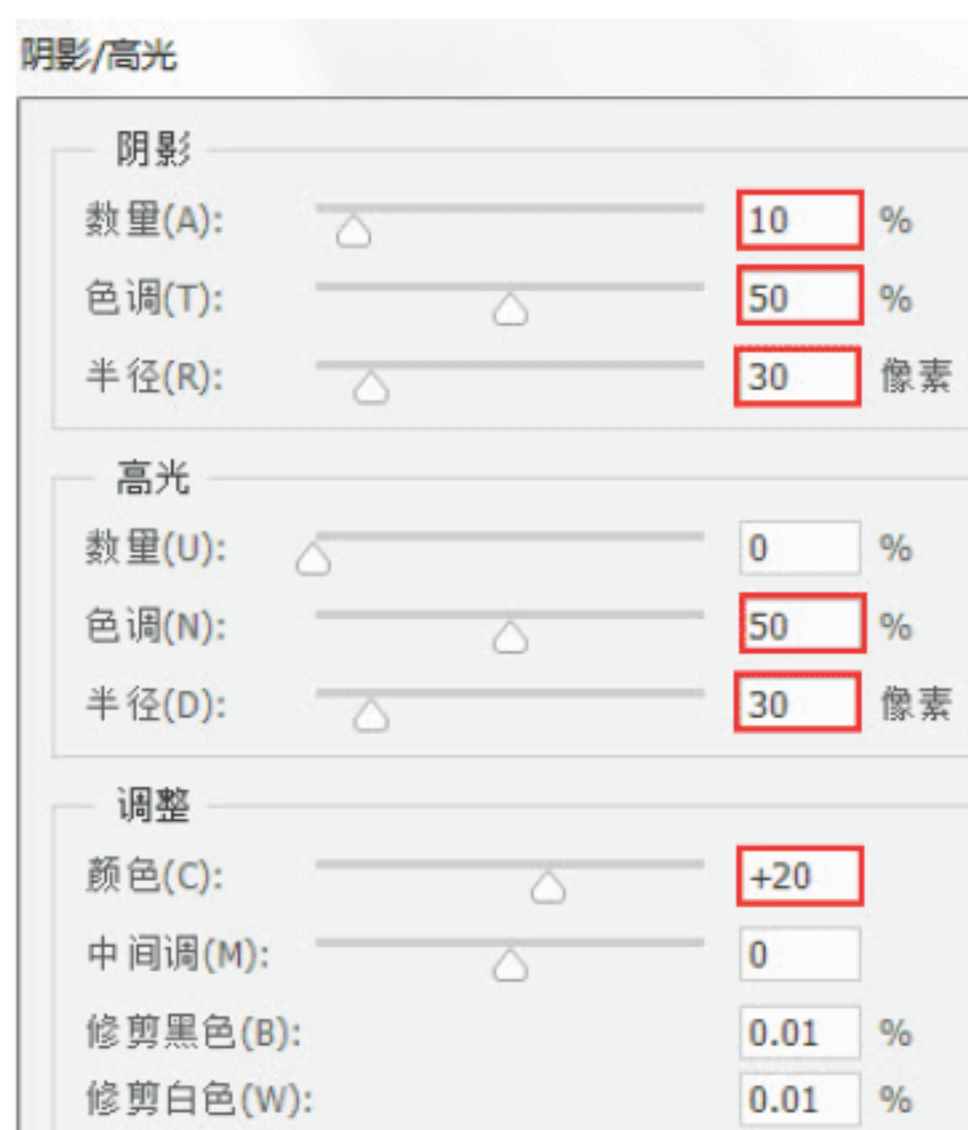 阴影/高光
阴影
数量(A): 10 %
色调(T): 50 %
半径(R): 30 像素
高光
数量(U): 0 %
色调(N): 50 %
半径(D): 30 像素
调整
颜色(C): +20
中间调(M): 0
修剪黑色(B): 0.01 %
修剪白色(W): 0.01 %